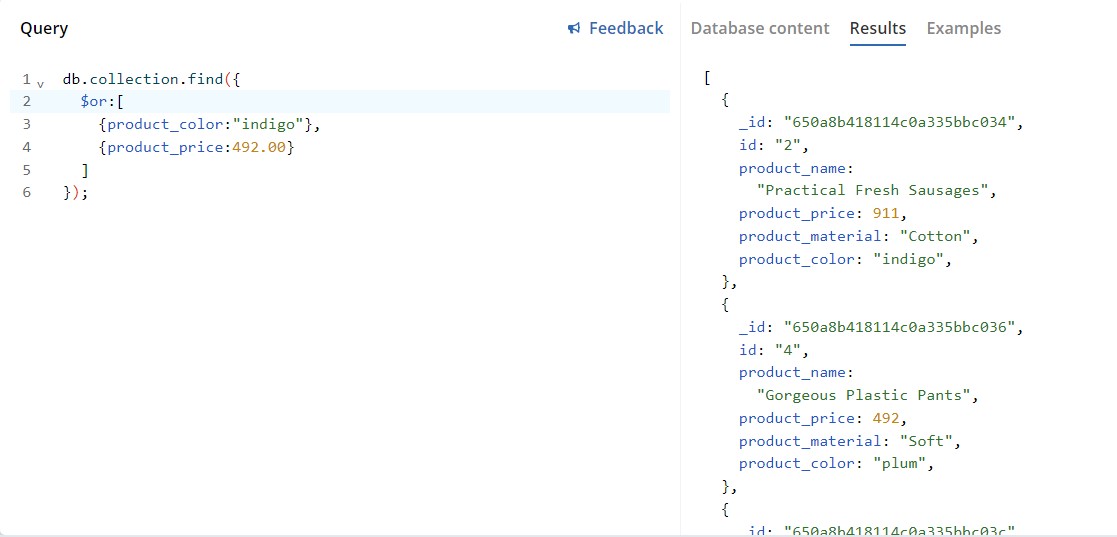 Query
Feedback
1 db.collection.find({
2 $or:[
3 {product_color:"indigo"},
4 {product_price:492.00}
5 ]
6 });
Database content Results Examples
[
{
_id: "650a8b418114c0a335bbc034",
id: "2",
product_name:
"Practical Fresh Sausages",
product_price: 911,
product_material: "Cotton",
product_color: "indigo",
},
{
_id: "650a8b418114c0a335bbc036",
id: "4",
product_name:
"Gorgeous Plastic Pants",
product_price: 492,
product_material: "Soft",
product_color: "plum",
},
{
_id: "650a8b418114c0a335bbc03c"